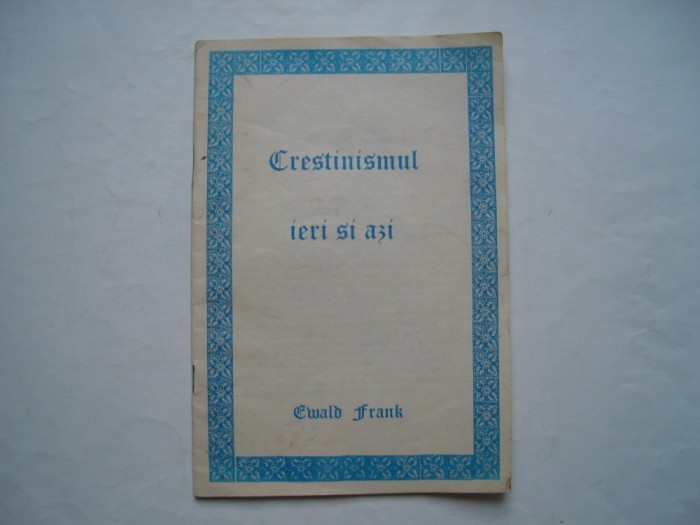 Crestinismul
ieri si azi
Ewald Frank